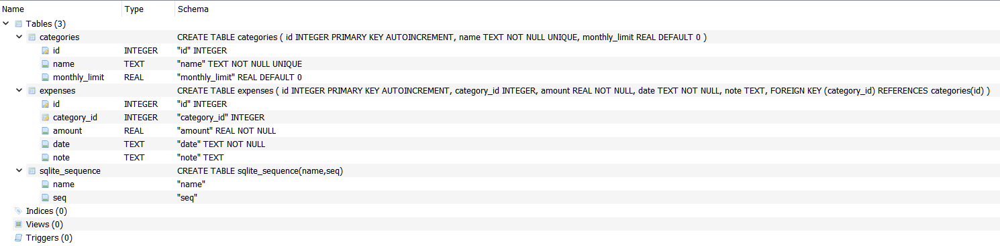 Name Type Schema
Tables (3)
categories CREATE TABLE categories ( id INTEGER PRIMARY KEY AUTOINCREMENT, name TEXT NOT NULL UNIQUE, monthly_limit REAL DEFAULT 0 )
id INTEGER "id" INTEGER
name TEXT "name" TEXT NOT NULL UNIQUE
monthly_limit REAL "monthly_limit" REAL DEFAULT 0
expenses CREATE TABLE expenses ( id INTEGER PRIMARY KEY AUTOINCREMENT, category_id INTEGER, amount REAL NOT NULL, date TEXT NOT NULL, note TEXT, FOREIGN KEY (category_id) REFERENCES categories(id) )
id INTEGER "id" INTEGER
category_id INTEGER "category_id" INTEGER
amount REAL "amount" REAL NOT NULL
date TEXT "date" TEXT NOT NULL
note TEXT "note" TEXT
sqlite_sequence CREATE TABLE sqlite_sequence(name,seq)
name "name"
seq "seq"
Indices (0)
Views (0)
Triggers (0)